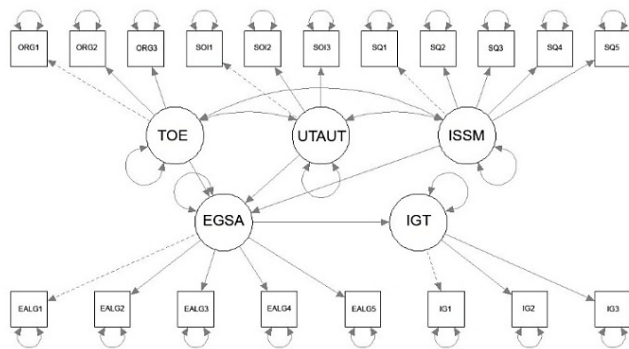 ORG1 ORG2 ORG3 SOI1 SOI2 SOI3 SQ1 SQ2 SQ3 SQ4 SQ5
TOE UTAUT ISSM
EGSA IGT
EALG1 EALG2 EALG3 EALG4 EALG5 IG1 IG2 IG3